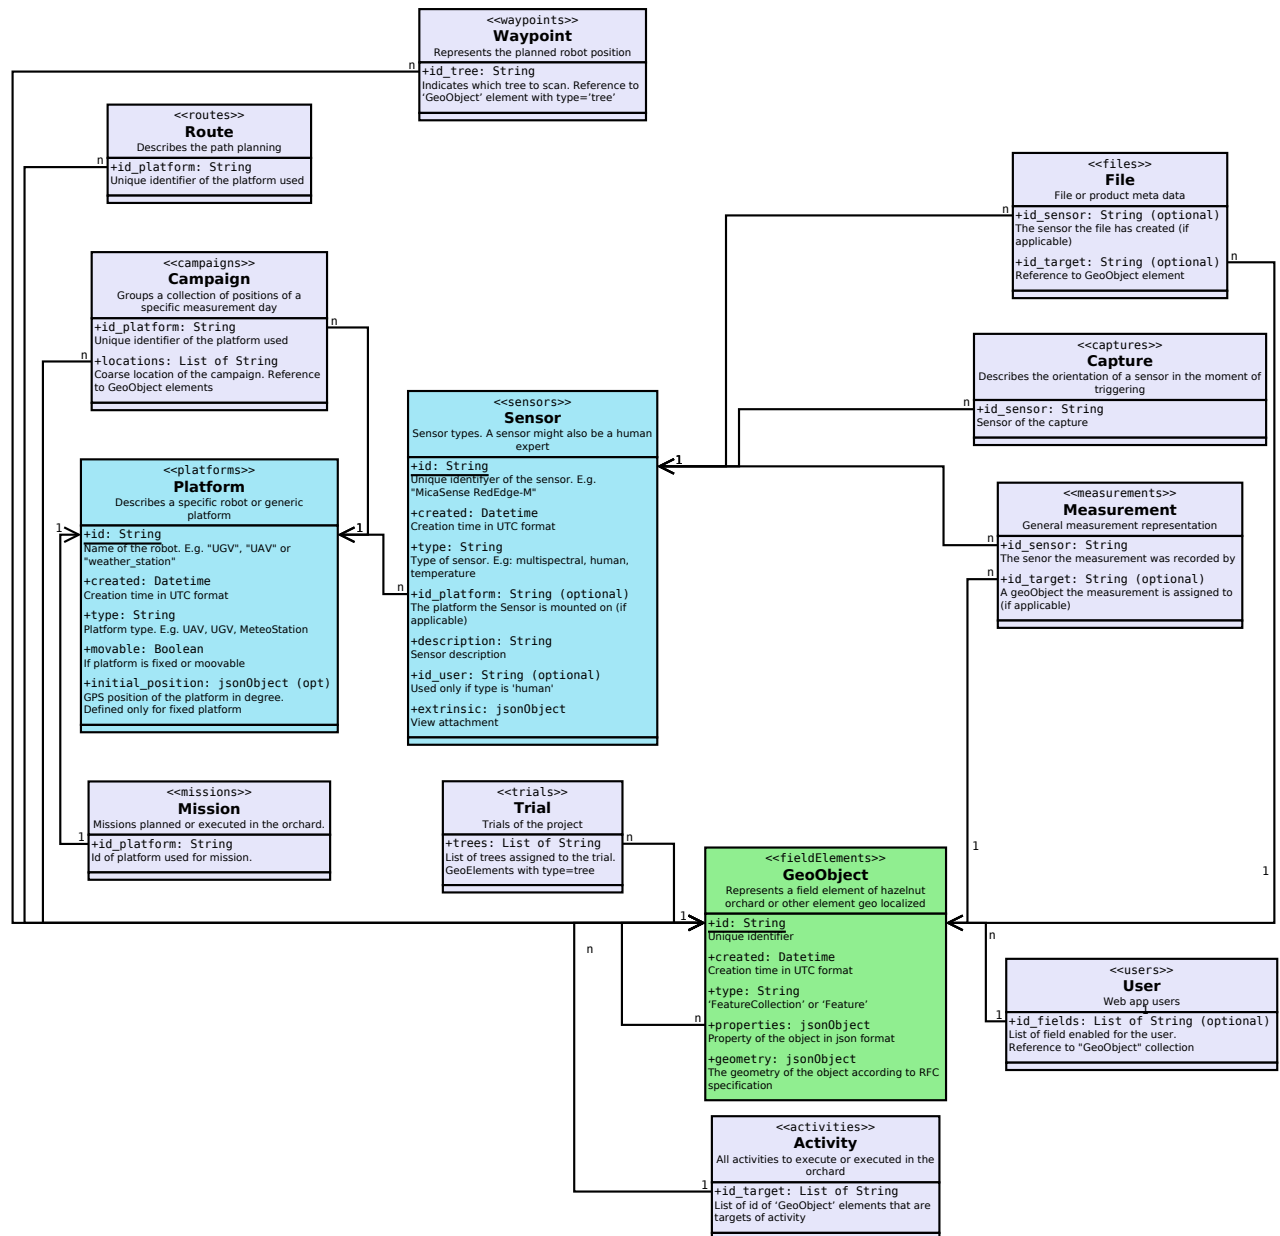 <<waypoints>>
Waypoint
Represents the planned robot position
+id_tree: String
Indicates which tree to scan. Reference to
‘GeoObject’ element with type=’tree’
n
<<routes>>
Route
Describes the path planning
+id_platform: String
Unique identifier of the platform used
n
<<files>>
File
File or product meta data
+id_sensor: String (optional)
The sensor the file has created (if
applicable)
+id_target: String (optional)
Reference to GeoObject element
n
n
<<campaigns>>
Campaign
Groups a collection of positions of a
specific measurement day
+id_platform: String
Unique identifier of the platform used
+locations: List of String
Coarse location of the campaign. Reference
to GeoObject elements
n
n
<<captures>>
Capture
Describes the orientation of a sensor in the moment of
triggering
+id_sensor: String
Sensor of the capture
n
<<sensors>>
Sensor
Sensor types. A sensor might also be a human
expert
+id: String
Unique identifyer of the sensor. E.g.
"MicaSense RedEdge-M"
+created: Datetime
Creation time in UTC format
+type: String
Type of sensor. E.g: multispectral, human,
temperature
+id_platform: String (optional)
The platform the Sensor is mounted on (if
applicable)
+description: String
Sensor description
+id_user: String (optional)
Used only if type is 'human'
+extrinsic: jsonObject
View attachment
1
n
<<platforms>>
Platform
Describes a specific robot or generic
platform
+id: String
Name of the robot. E.g. "UGV", "UAV" or
"weather_station"
+created: Datetime
Creation time in UTC format
+type: String
Platform type. E.g. UAV, UGV, MeteoStation
+movable: Boolean
If platform is fixed or moovable
+initial_position: jsonObject (opt)
GPS position of the platform in degree.
Defined only for fixed platform
1
1
<<measurements>>
Measurement
General measurement representation
+id_sensor: String
The senor the measurement was recorded by
+id_target: String (optional)
A geoObject the measurement is assigned to
(if applicable)
n
n
<<missions>>
Mission
Missions planned or executed in the orchard.
+id_platform: String
Id of platform used for mission.
1
<<trials>>
Trial
Trials of the project
+trees: List of String
List of trees assigned to the trial.
GeoElements with type=tree
n
1
1
<<fieldElements>>
GeoObject
Represents a field element of hazelnut
orchard or other element geo localized
+id: String
Unique identifier
+created: Datetime
Creation time in UTC format
+type: String
‘FeatureCollection’ or ‘Feature’
+properties: jsonObject
Property of the object in json format
+geometry: jsonObject
The geometry of the object according to RFC
specification
1
n
n
n
<<users>>
User
Web app users
1
+id_fields: List of String (optional)
List of field enabled for the user.
Reference to "GeoObject" collection
1
<<activities>>
Activity
All activities to execute or executed in the
orchard
+id_target: List of String
List of id of ‘GeoObject’ elements that are
targets of activity
1